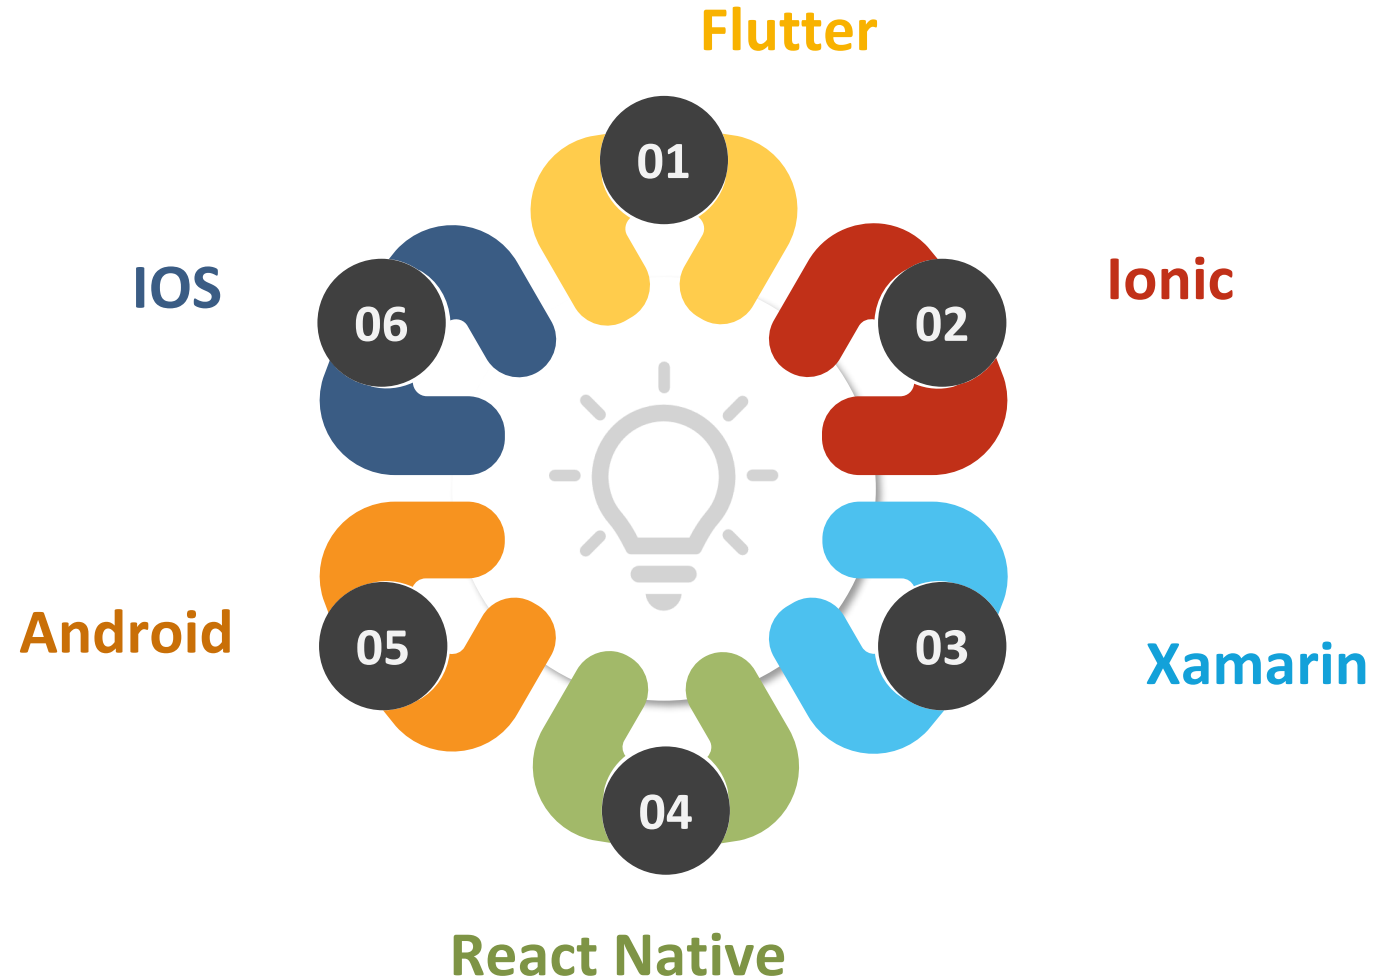 Flutter
01
IOS
06
02
Ionic
Android
05
03
Xamarin
04
React Native